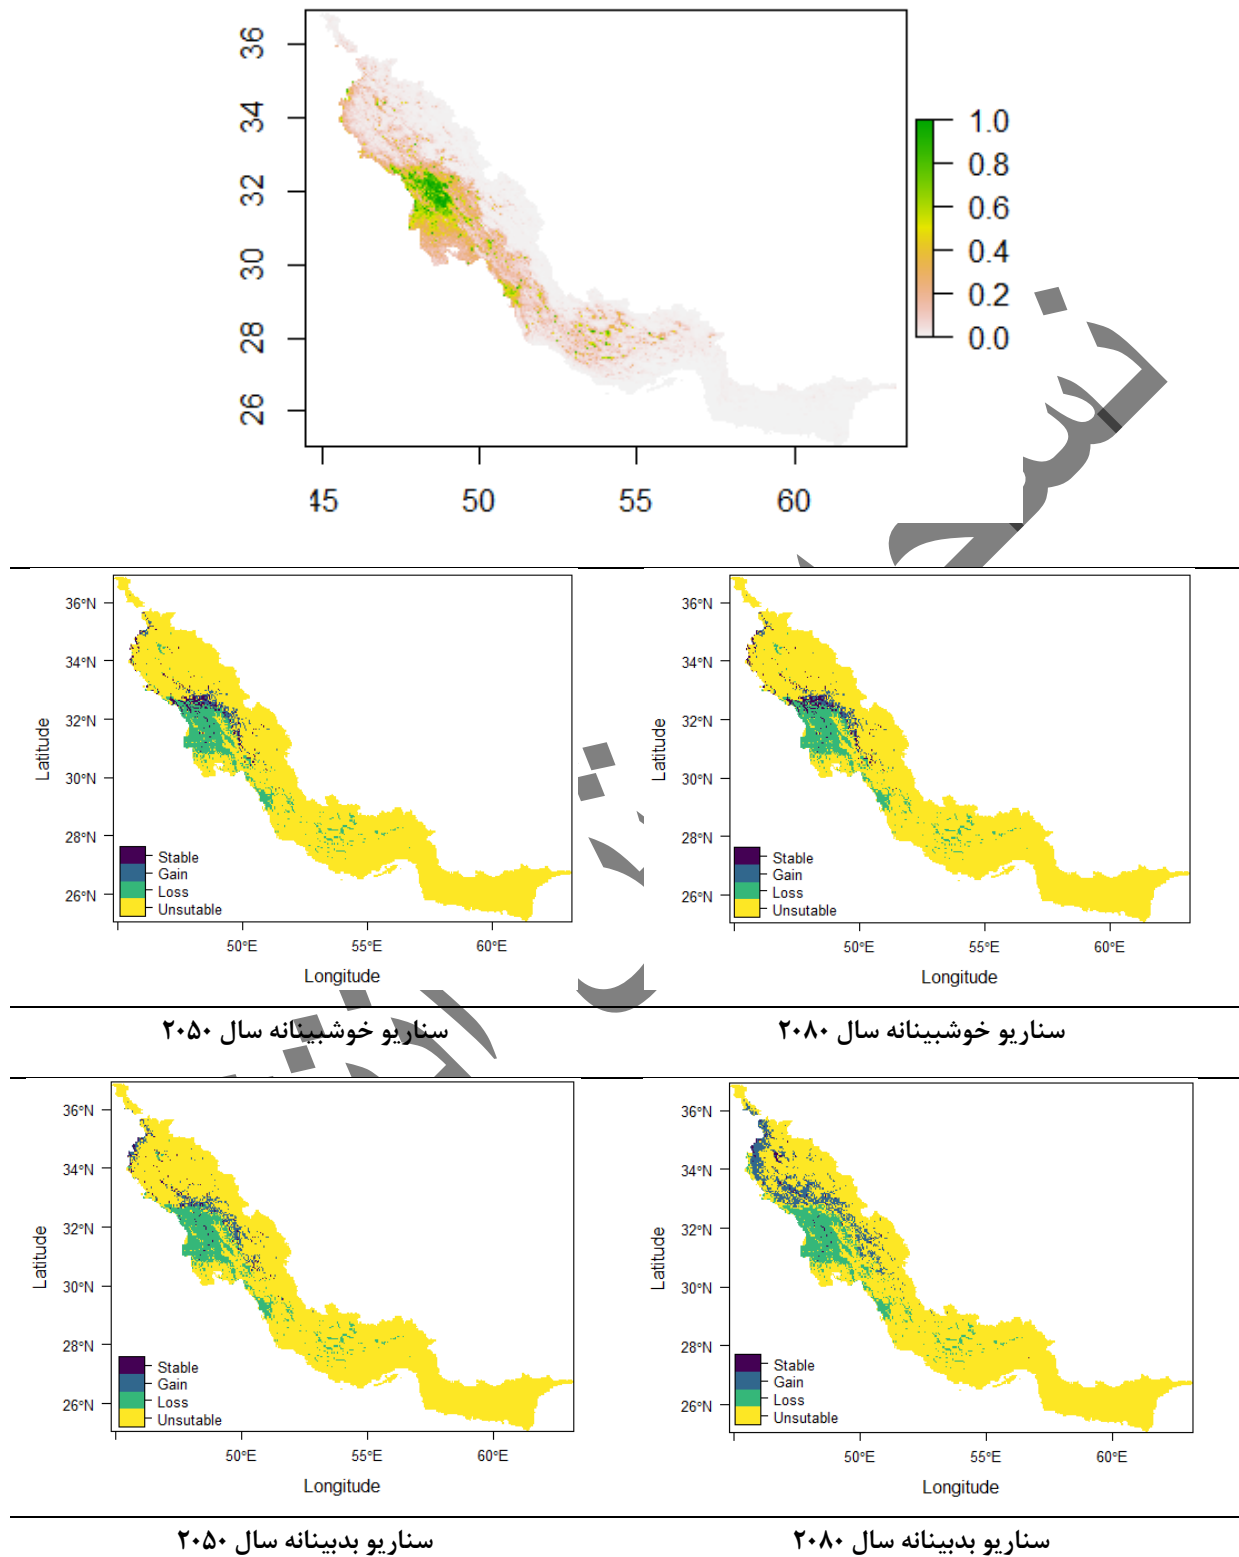 36
34
32
30
28
26
45
50
55
60
1.0
0.8
0.6
0.4
0.2
0.0
36°N
34°N
32°N
30°N
28°N
26°N
Latitude
Stable
Gain
Loss
Unsutable
50°E
55°E
60°E
Longitude
36°N
34°N
32°N
30°N
28°N
26°N
Latitude
Stable
Gain
Loss
Unsutable
50°E
55°E
60°E
Longitude
سناریو خوشبینانه سال ۲۰۸۰
سناریو خوشبینانه سال ۲۰۵۰
36°N
34°N
32°N
30°N
28°N
26°N
Latitude
Stable
Gain
Loss
Unsutable
50°E
55°E
60°E
Longitude
36°N
34°N
32°N
30°N
28°N
26°N
Latitude
Stable
Gain
Loss
Unsutable
50°E
55°E
60°E
Longitude
سناریو بدبینانه سال ۲۰۸۰
سناریو بدبینانه سال ۲۰۵۰